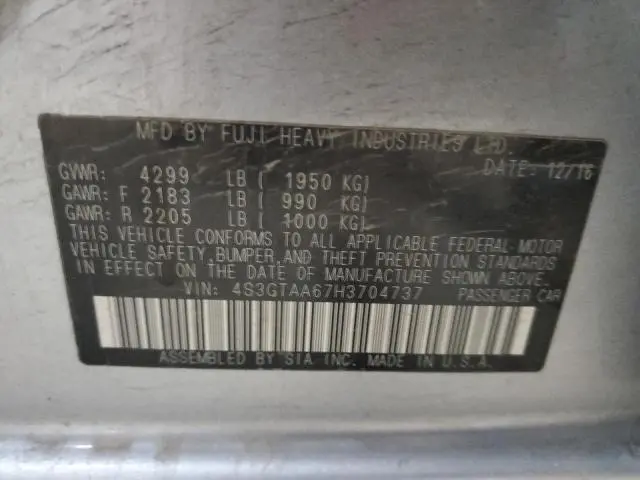 MFD BY FUJI HEAVY INDUSTRIES LTD.
DATE: 12/16
GVWR: 4299 LB ( 1950 KG)
GAWR: F 2183 LB ( 990 KG)
GAWR: R 2205 LB ( 1000 KG)
THIS VEHICLE CONFORMS TO ALL APPLICABLE FEDERAL MOTOR
VEHICLE SAFETY, BUMPER, AND THEFT PREVENTION STANDARDS
IN EFFECT ON THE DATE OF MANUFACTURE SHOWN ABOVE.
VIN: 4S3GTAA67H3704737 PASSENGER CAR
ASSEMBLED BY SIA INC. MADE IN U.S.A.